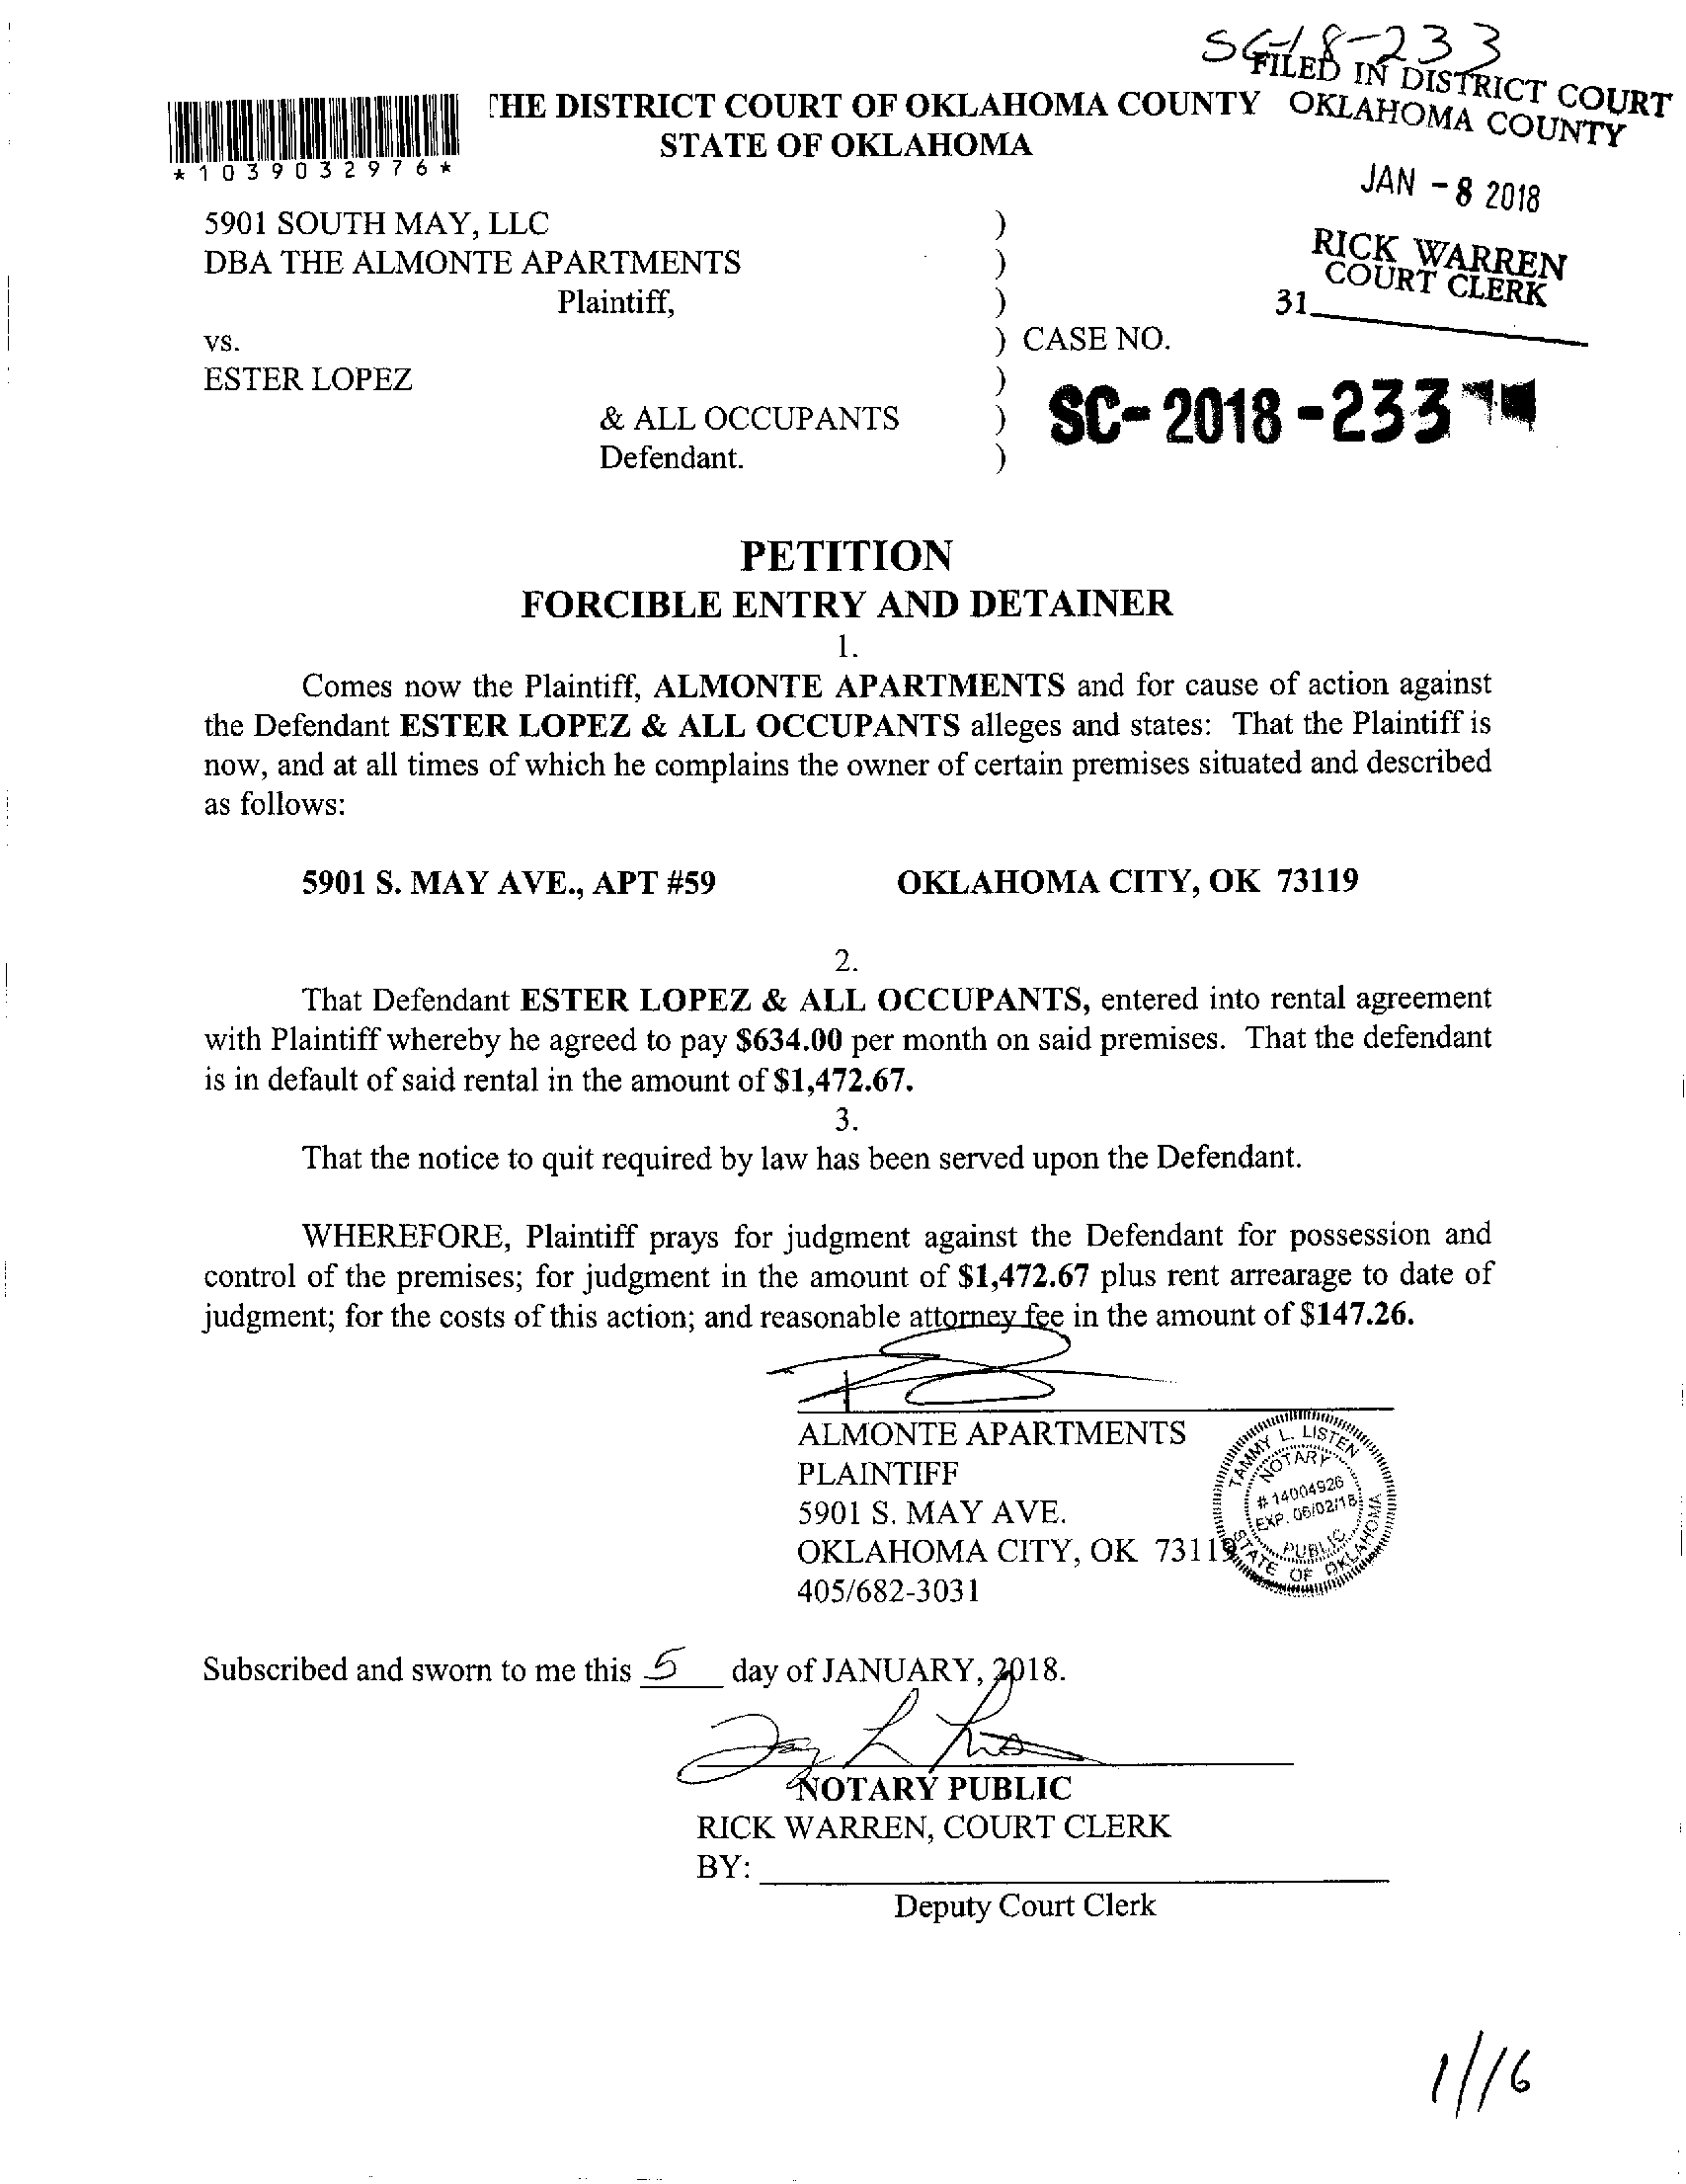 SC-18-233
FILED IN DISTRICT COURT
OKLAHOMA COUNTY
JAN - 8 2018
RICK WARREN
COURT CLERK
31
THE DISTRICT COURT OF OKLAHOMA COUNTY
STATE OF OKLAHOMA
*1039032976*
5901 SOUTH MAY, LLC )
DBA THE ALMONTE APARTMENTS )
Plaintiff, )
vs. ) CASE NO.
ESTER LOPEZ )
& ALL OCCUPANTS ) SC-2018-233
Defendant. )
PETITION
FORCIBLE ENTRY AND DETAINER
1.
Comes now the Plaintiff, ALMONTE APARTMENTS and for cause of action against
the Defendant ESTER LOPEZ & ALL OCCUPANTS alleges and states: That the Plaintiff is
now, and at all times of which he complains the owner of certain premises situated and described
as follows:
5901 S. MAY AVE., APT #59 OKLAHOMA CITY, OK 73119
2.
That Defendant ESTER LOPEZ & ALL OCCUPANTS, entered into rental agreement
with Plaintiff whereby he agreed to pay $634.00 per month on said premises. That the defendant
is in default of said rental in the amount of $1,472.67.
3.
That the notice to quit required by law has been served upon the Defendant.
WHEREFORE, Plaintiff prays for judgment against the Defendant for possession and
control of the premises; for judgment in the amount of $1,472.67 plus rent arrearage to date of
judgment; for the costs of this action; and reasonable attorney fee in the amount of $147.26.
ALMONTE APARTMENTS
PLAINTIFF
5901 S. MAY AVE.
OKLAHOMA CITY, OK 73119
405/682-3031
TAMMY L. LISTEN
NOTARY
# 14004926
EXP. 06/02/18
PUBLIC
STATE OF OKLAHOMA
Subscribed and sworn to me this 5 day of JANUARY, 2018.
NOTARY PUBLIC
RICK WARREN, COURT CLERK
BY:
Deputy Court Clerk
1/16